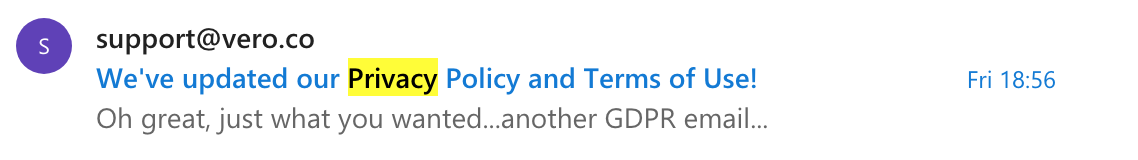 S
support@vero.co
We've updated our Privacy Policy and Terms of Use!
Fri 18:56
Oh great, just what you wanted...another GDPR email...